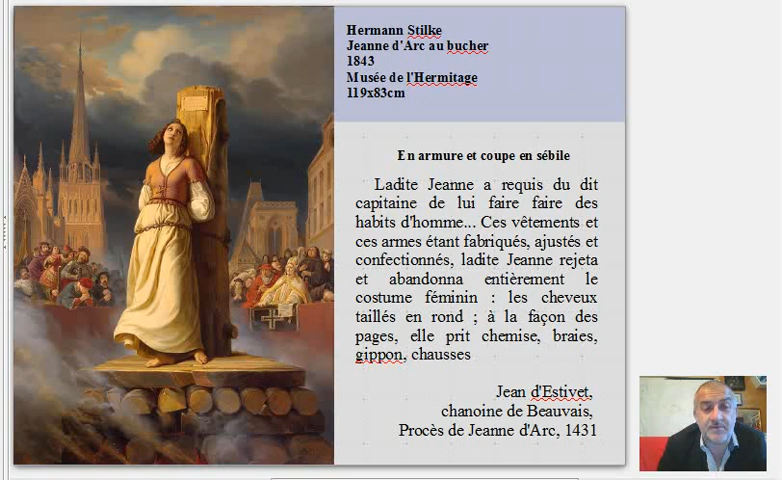 Hermann Stilke
Jeanne d'Arc au bucher
1843
Musée de l'Hermitage
119x83cm
En armure et coupe en sébile
Ladite Jeanne a requis du dit
capitaine de lui faire faire des
habits d'homme... Ces vêtements et
ces armes étant fabriqués, ajustés et
confectionnés, ladite Jeanne rejeta
et abandonna entièrement le
costume féminin : les cheveux
taillés en rond ; à la façon des
pages, elle prit chemise, braies,
gippon, chausses
Jean d'Estivet,
chanoine de Beauvais,
Procès de Jeanne d'Arc, 1431